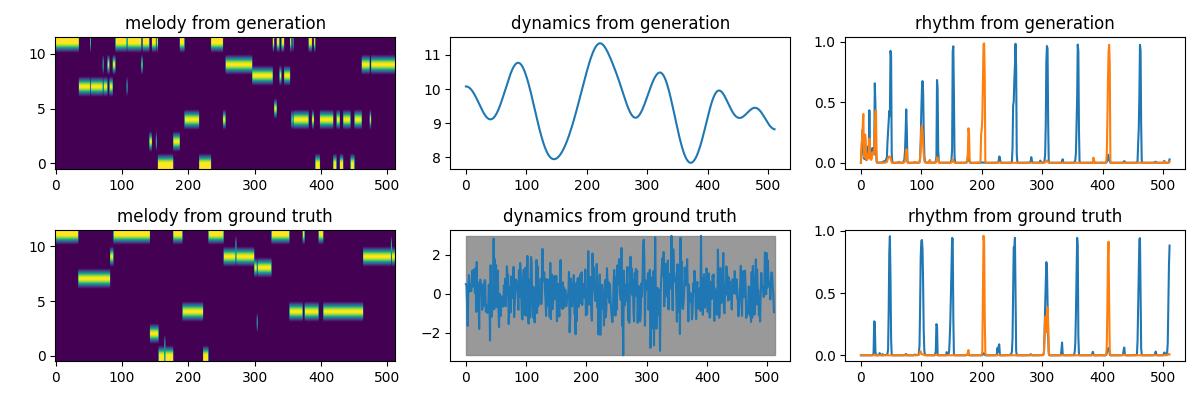 melody from generation
dynamics from generation
rhythm from generation
10
5
0
0 100 200 300 400 500
11
10
9
8
0 100 200 300 400 500
1.0
0.5
0.0
0 100 200 300 400 500
melody from ground truth
dynamics from ground truth
rhythm from ground truth
10
5
0
0 100 200 300 400 500
2
0
−2
0 100 200 300 400 500
1.0
0.5
0.0
0 100 200 300 400 500